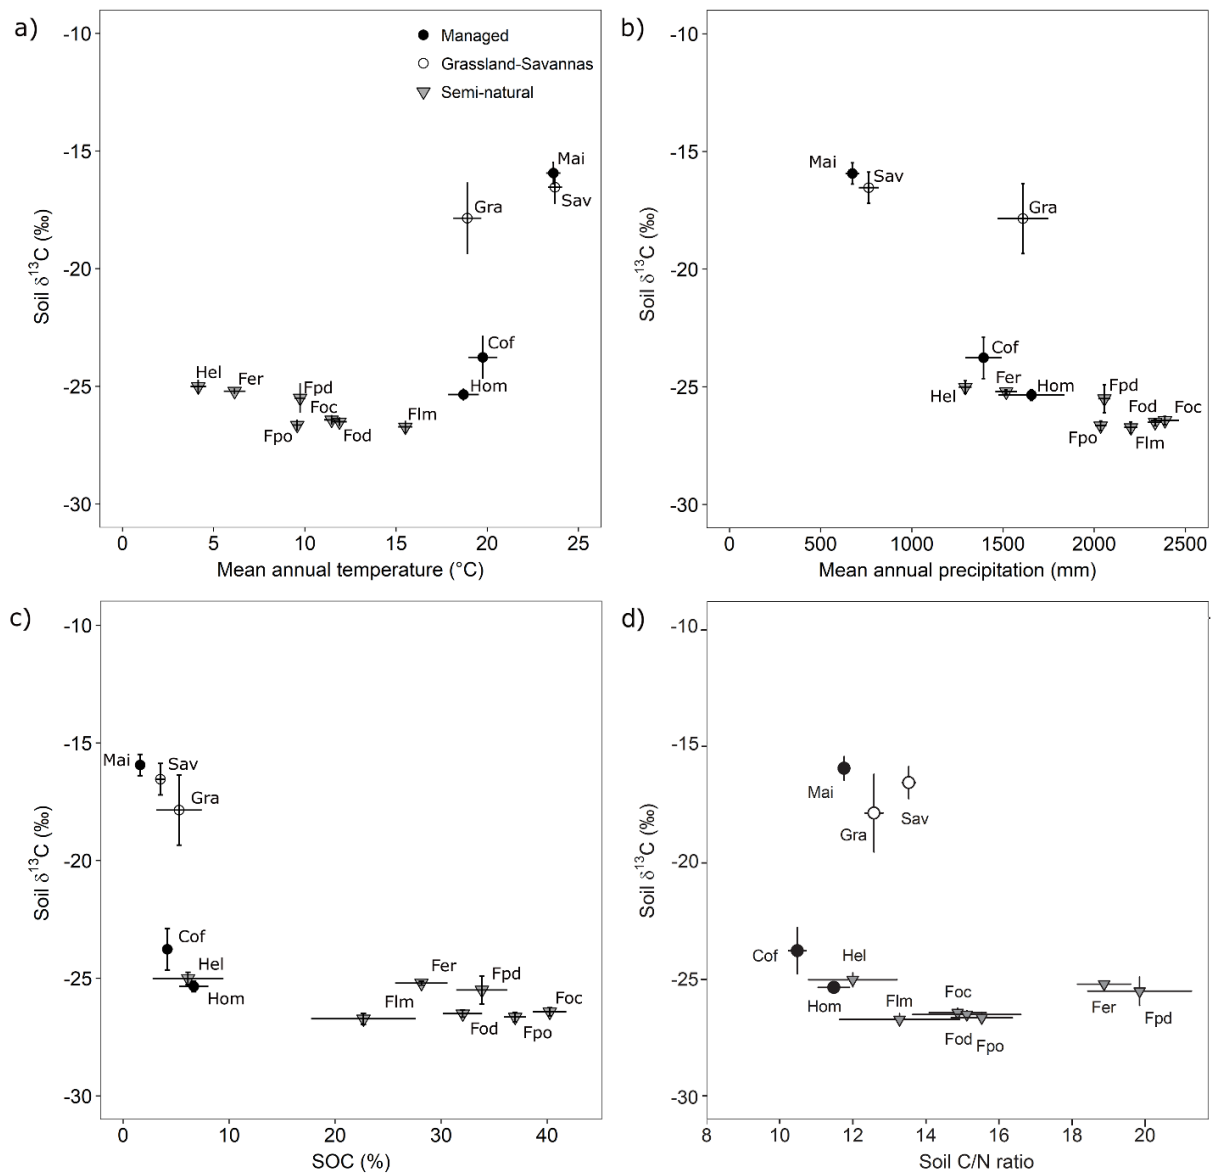 a)
-10
-15
-20
-25
-30
Soil δ¹³C (‰)
Managed
Grassland-Savannas
Semi-natural
Mai
Sav
Gra
Cof
Hom
Hel
Fer
Fpd
Foc
Fpo
Fod
Flm
0 5 10 15 20 25
Mean annual temperature (°C)
b)
-10
-15
-20
-25
-30
Soil δ¹³C (‰)
Mai
Sav
Gra
Cof
Fer
Hom
Hel
Fpd
Fod
Foc
Fpo
Flm
0 500 1000 1500 2000 2500
Mean annual precipitation (mm)
c)
-10
-15
-20
-25
-30
Soil δ¹³C (‰)
Mai
Sav
Gra
Cof
Hel
Hom
Fer
Fpd
Flm
Foc
Fod
Fpo
0 10 20 30 40
SOC (%)
d)
-10
-15
-20
-25
-30
Soil δ¹³C (‰)
Mai
Sav
Gra
Cof
Hel
Hom
Flm
Foc
Fod
Fpo
Fer
Fpd
8 10 12 14 16 18 20
Soil C/N ratio